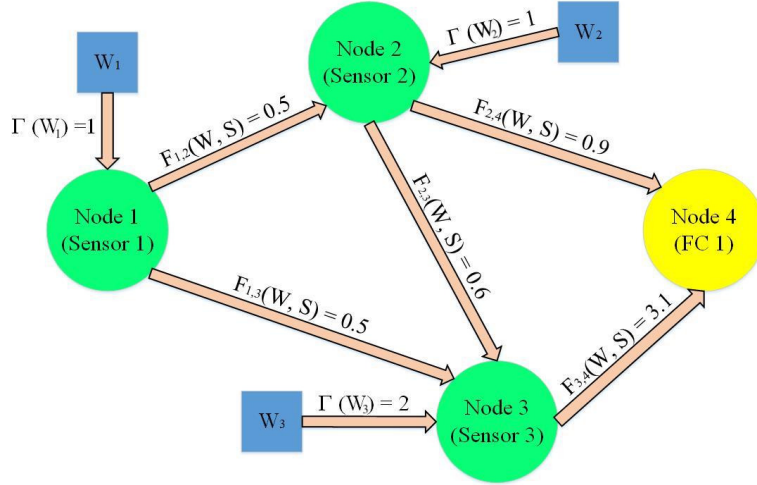 W₁
Γ (W₁) =1
Node 1
(Sensor 1)
F₁,₂(W, S) = 0.5
Node 2
(Sensor 2)
Γ (W₂) = 1
W₂
F₂,₄(W, S) = 0.9
F₂,₃(W, S) = 0.6
F₁,₃(W, S) = 0.5
Node 4
(FC 1)
W₃
Γ (W₃) = 2
Node 3
(Sensor 3)
F₃,₄(W, S) = 3.1